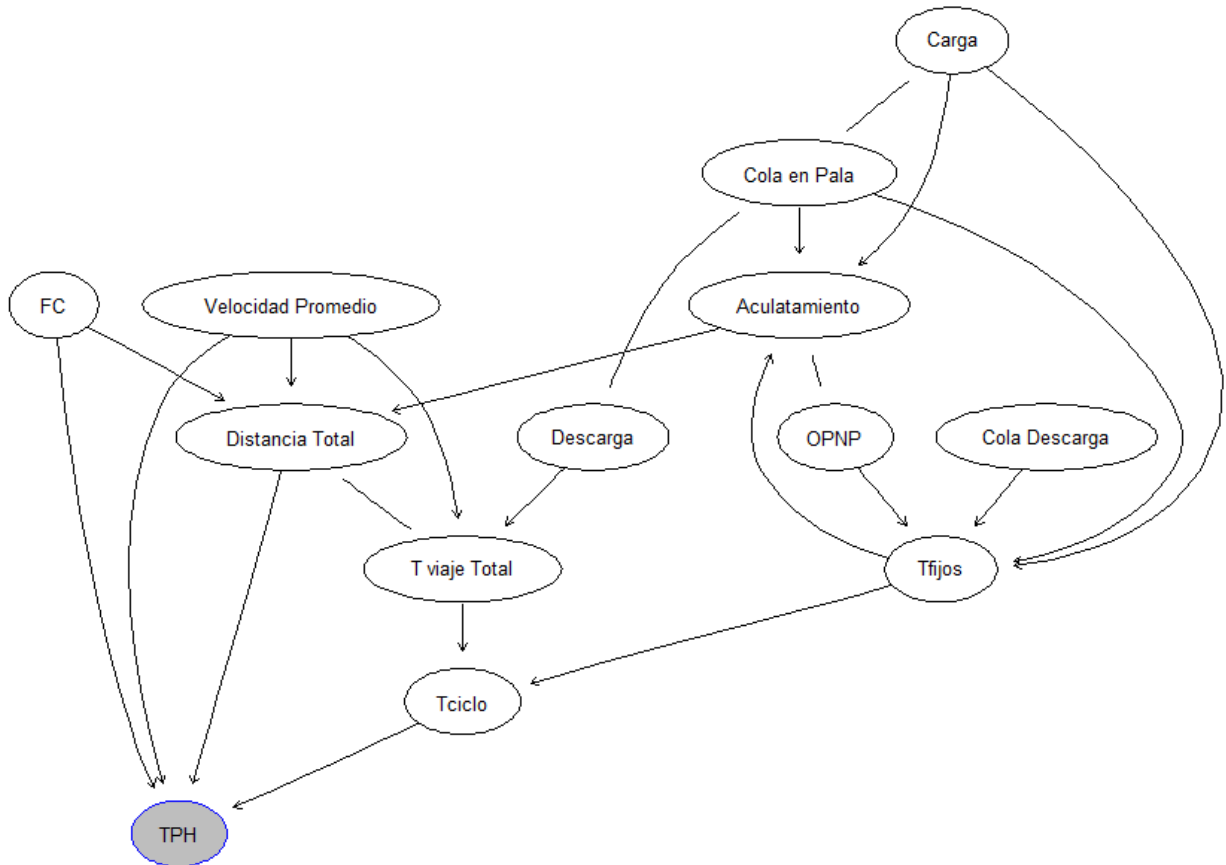 Carga
Cola en Pala
FC
Velocidad Promedio
Aculatamiento
Distancia Total
Descarga
OPNP
Cola Descarga
T viaje Total
Tfijos
Tciclo
TPH